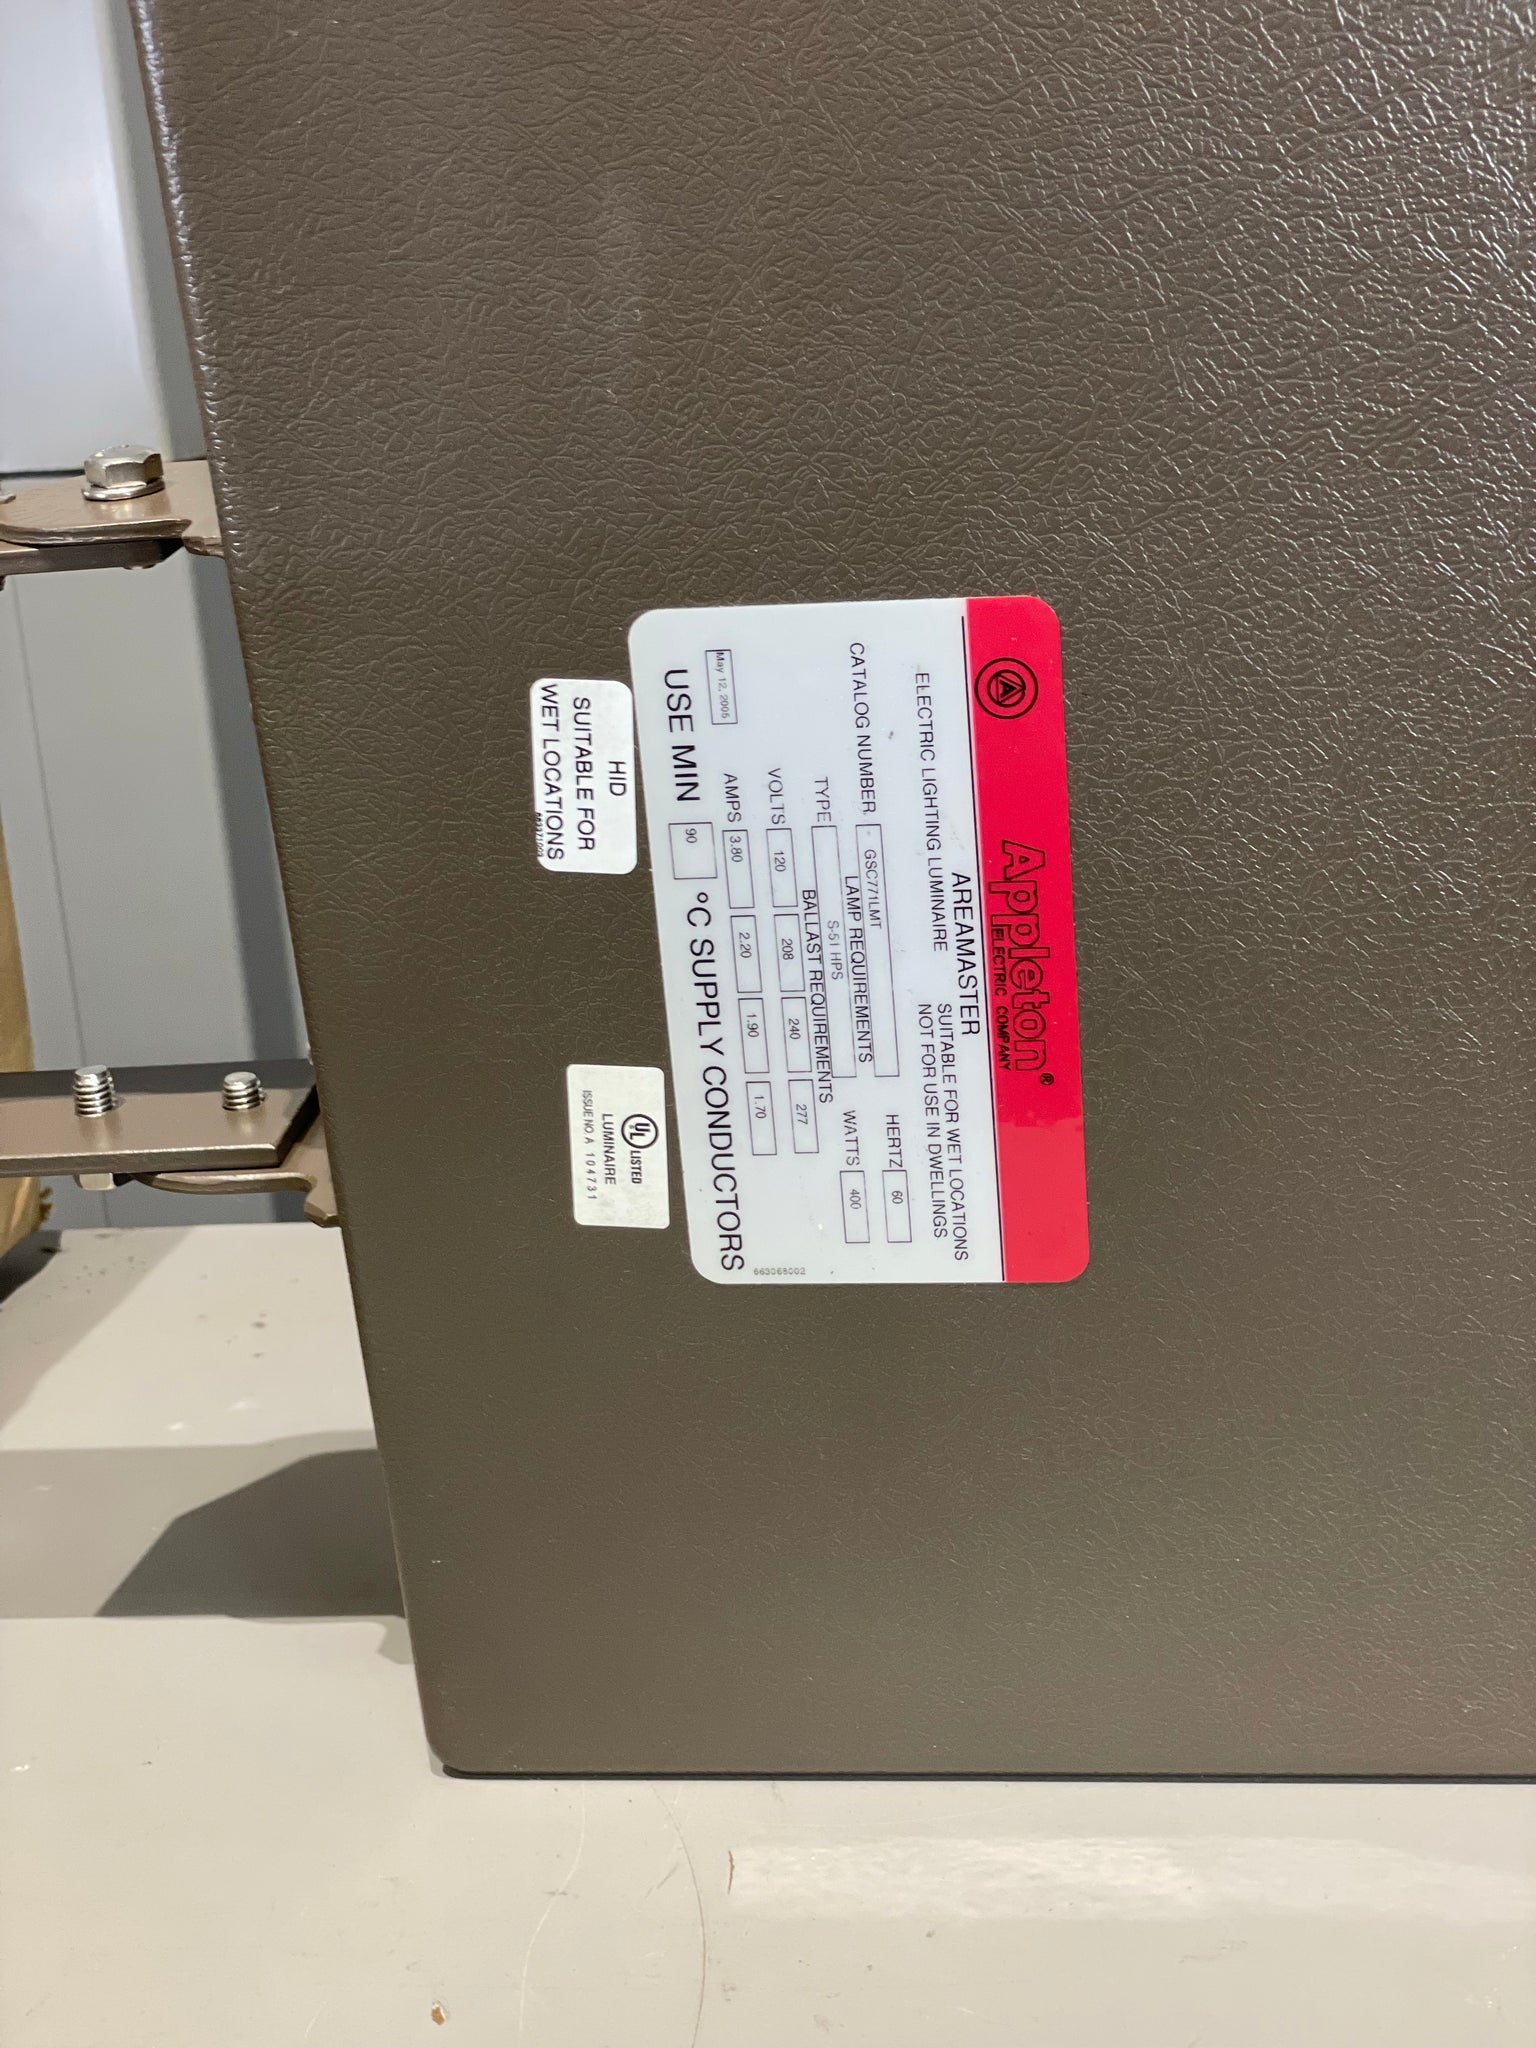 Appleton®
ELECTRIC COMPANY
AREAMASTER
ELECTRIC LIGHTING LUMINAIRE
SUITABLE FOR WET LOCATIONS
NOT FOR USE IN DWELLINGS
CATALOG NUMBER GSC771LMT
HERTZ 60
LAMP REQUIREMENTS
TYPE S-51 HPS
WATTS 400
BALLAST REQUIREMENTS
VOLTS 120 208 240 277
AMPS 3.80 2.20 1.90 1.70
May 12, 2005
663068002
USE MIN 90 °C SUPPLY CONDUCTORS
HID
SUITABLE FOR
WET LOCATIONS
UL LISTED
LUMINAIRE
ISSUE NO. A 104731